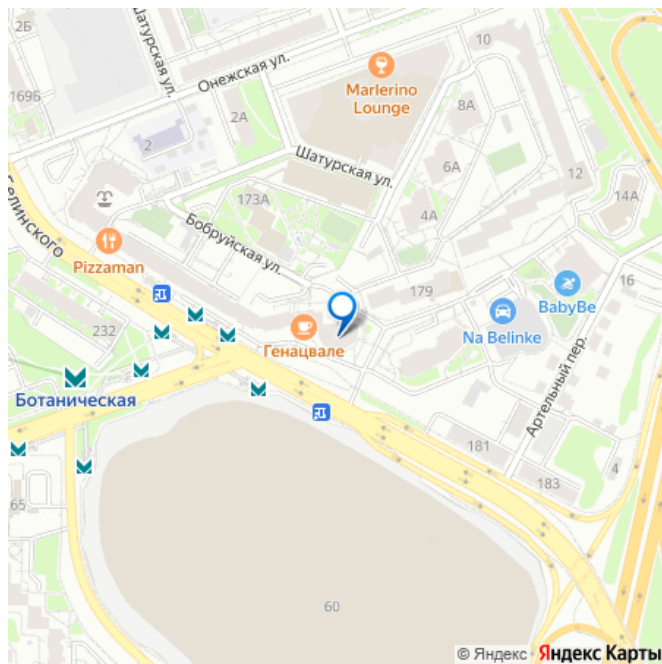 2Б
Шатурская ул.
Онежская ул.
10
Marlerino
Lounge
169Б
2А
8А
2
Шатурская ул.
6А
12
173А
14А
Белинского
4А
Бобруйская ул.
Pizzaman
179
16
BabyBe
232
Na Belinke
Генацвале
Артельный пер.
Ботаническая
181
183
4
65
60
© Яндекс Яндекс Карты